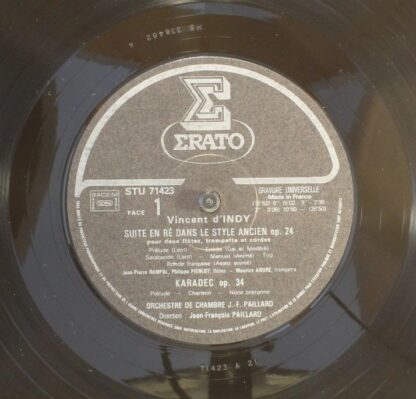 ERATO
STU 71423
FACE 1
SACEM
GRAVURE UNIVERSELLE
Made in France
Vincent d'INDY
SUITE EN RÉ DANS LE STYLE ANCIEN op. 24
pour deux flûtes, trompette et cordes
Prélude (Lent) - Entrée (Gai et Modéré)
Sarabande (Lent) - Menuet (Animé) - Trio
Ronde française (Assez animé)
Jean-Pierre RAMPAL, Philippe PIERLOT, flûtes - Maurice ANDRÉ, trompette
KARADEC op. 34
Prélude - Chanson - Noce bretonne
ORCHESTRE DE CHAMBRE J.-F. PAILLARD
Direction : Jean-François PAILLARD
71423 A 21